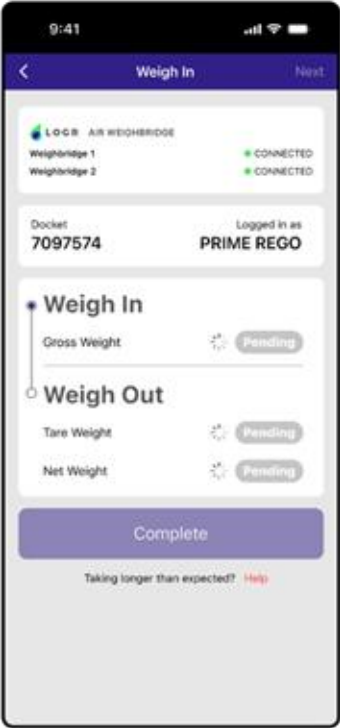 9:41
Weigh In Next
LOGR AIR WEIGHBRIDGE
Weighbridge 1 CONNECTED
Weighbridge 2 CONNECTED
Docket Logged in as
7097574 PRIME REGO
Weigh In
Gross Weight Pending
Weigh Out
Tare Weight Pending
Net Weight Pending
Complete
Taking longer than expected? Help